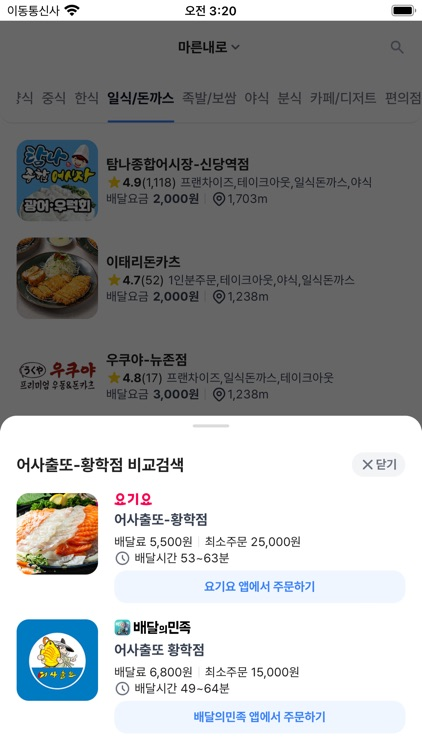 이동통신사
오전 3:20
마른내로
양식 중식 한식 일식/돈까스 족발/보쌈 야식 분식 카페/디저트 편의점
탐나종합어시장-신당역점
4.9(1,118) 프랜차이즈,테이크아웃,일식돈까스,야식
배달요금 2,000원 1,703m
이태리돈카츠
4.7(52) 1인분주문,테이크아웃,야식,일식돈까스
배달요금 2,000원 1,238m
うくや 우쿠야
프리미엄 우동&돈카츠
우쿠야-뉴존점
4.8(17) 프랜차이즈,일식돈까스,테이크아웃
배달요금 3,000원 1,238m
어사출또-황학점 비교검색
닫기
요기요
어사출또-황학점
배달료 5,500원 최소주문 25,000원
배달시간 53~63분
요기요 앱에서 주문하기
어사출또
배달의민족
어사출또 황학점
배달료 6,800원 최소주문 15,000원
배달시간 49~64분
배달의민족 앱에서 주문하기